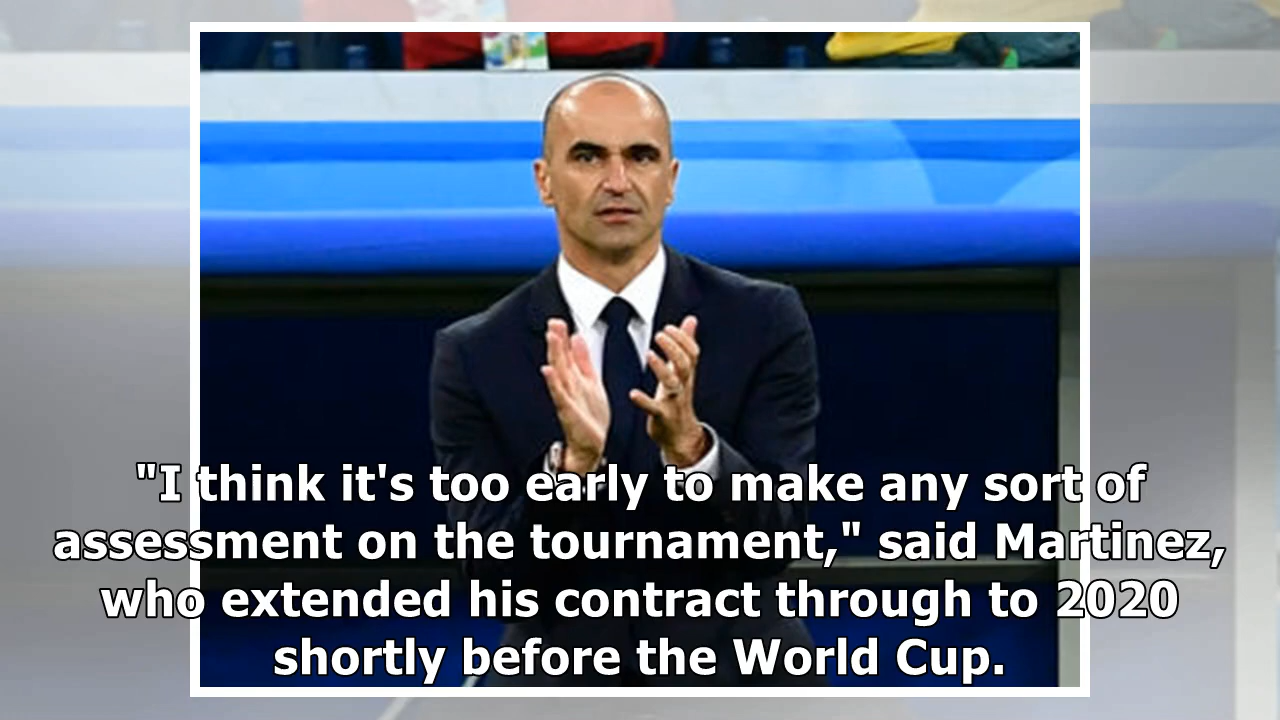 "I think it's too early to make any sort of
assessment on the tournament," said Martinez,
who extended his contract through to 2020
shortly before the World Cup.